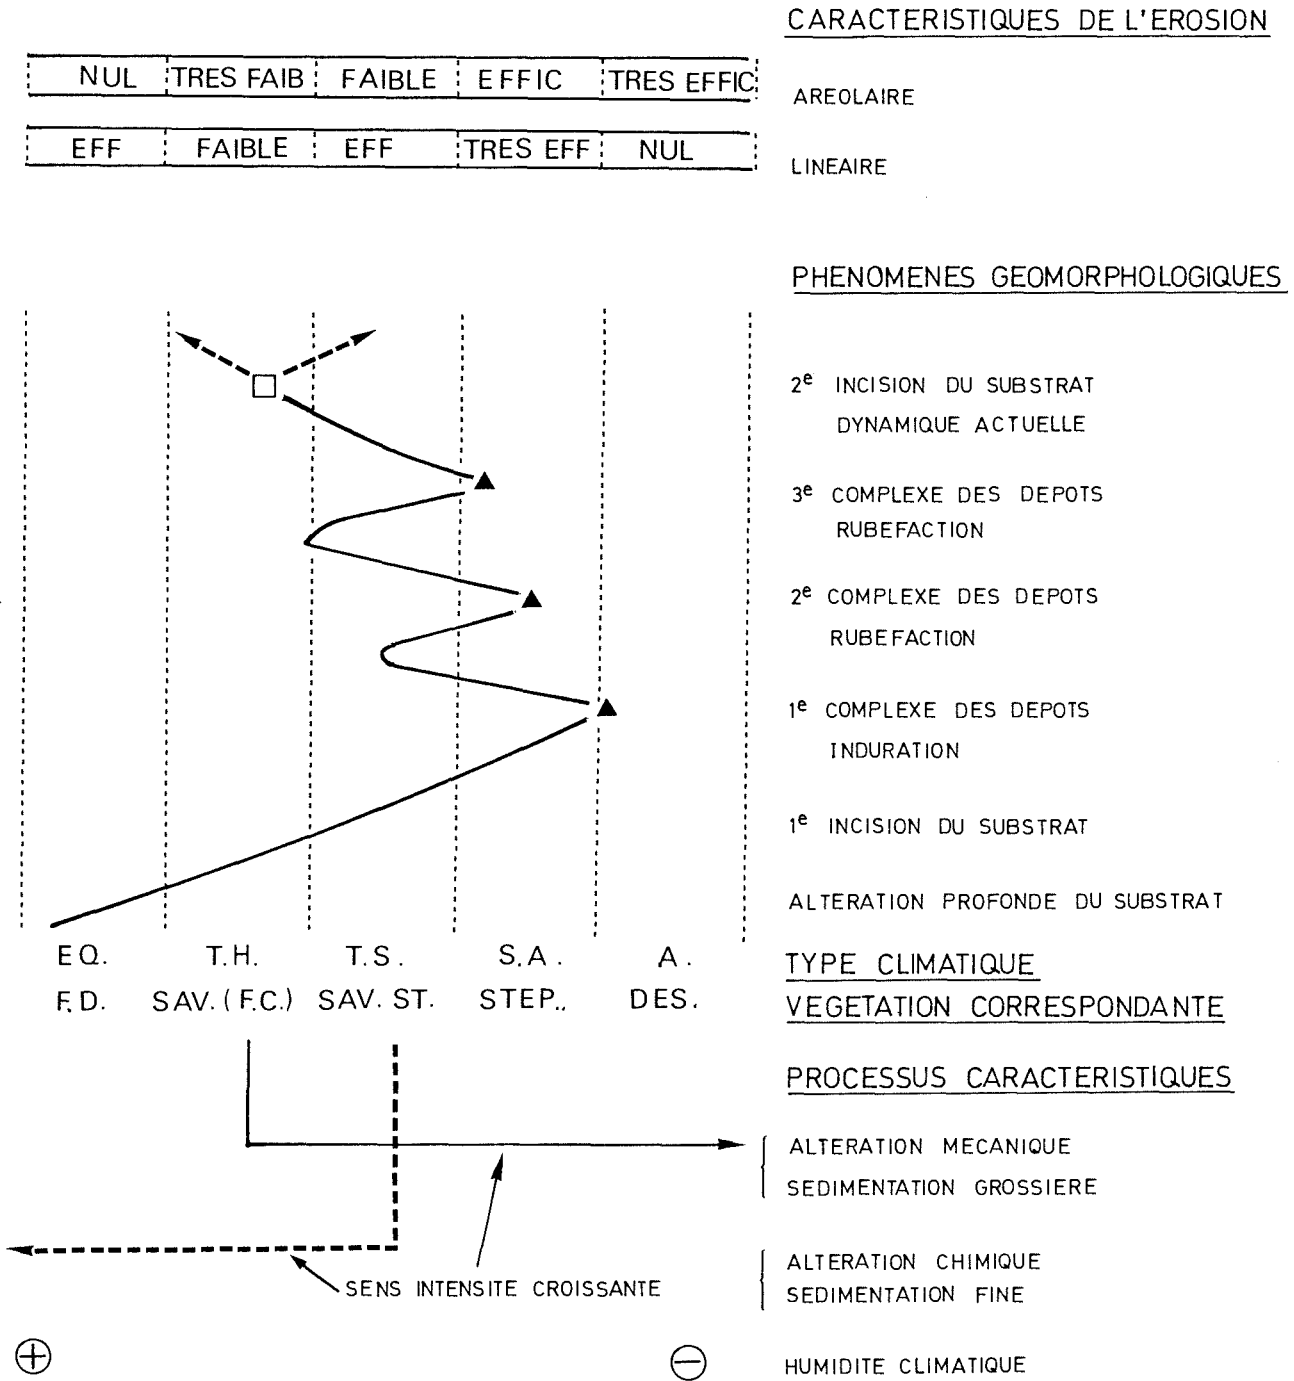 CARACTERISTIQUES DE L'EROSION
NUL TRES FAIB FAIBLE EFFIC TRES EFFIC
AREOLAIRE
EFF FAIBLE EFF TRES EFF NUL
LINEAIRE
PHENOMENES GEOMORPHOLOGIQUES
2e INCISION DU SUBSTRAT
DYNAMIQUE ACTUELLE
3e COMPLEXE DES DEPOTS
RUBEFACTION
2e COMPLEXE DES DEPOTS
RUBEFACTION
1e COMPLEXE DES DEPOTS
INDURATION
1e INCISION DU SUBSTRAT
ALTERATION PROFONDE DU SUBSTRAT
EQ. T.H. T.S. S.A. A.
TYPE CLIMATIQUE
F.D. SAV. (F.C.) SAV. ST. STEP.. DES.
VEGETATION CORRESPONDANTE
PROCESSUS CARACTERISTIQUES
ALTERATION MECANIQUE
SEDIMENTATION GROSSIERE
ALTERATION CHIMIQUE
SENS INTENSITE CROISSANTE
SEDIMENTATION FINE
+ −
HUMIDITE CLIMATIQUE